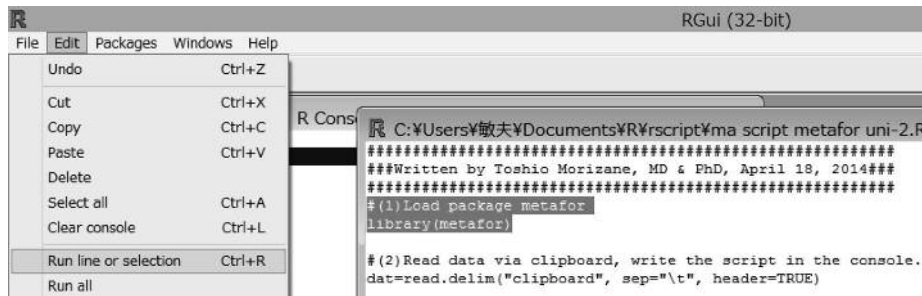 RGui (32-bit)
File Edit Packages Windows Help
Undo Ctrl+Z
Cut Ctrl+X
Copy Ctrl+C
Paste Ctrl+V
Delete
Select all Ctrl+A
Clear console Ctrl+L
Run line or selection Ctrl+R
Run all
R Cons
C:¥Users¥敏夫¥Documents¥R¥rscript¥ma script metafor uni-2.R
############################################################
###Written by Toshio Morizane, MD & PhD, April 18, 2014###
############################################################
#(1)Load package metafor
library(metafor)
#(2)Read data via clipboard, write the script in the console.
dat=read.delim("clipboard", sep="\t", header=TRUE)